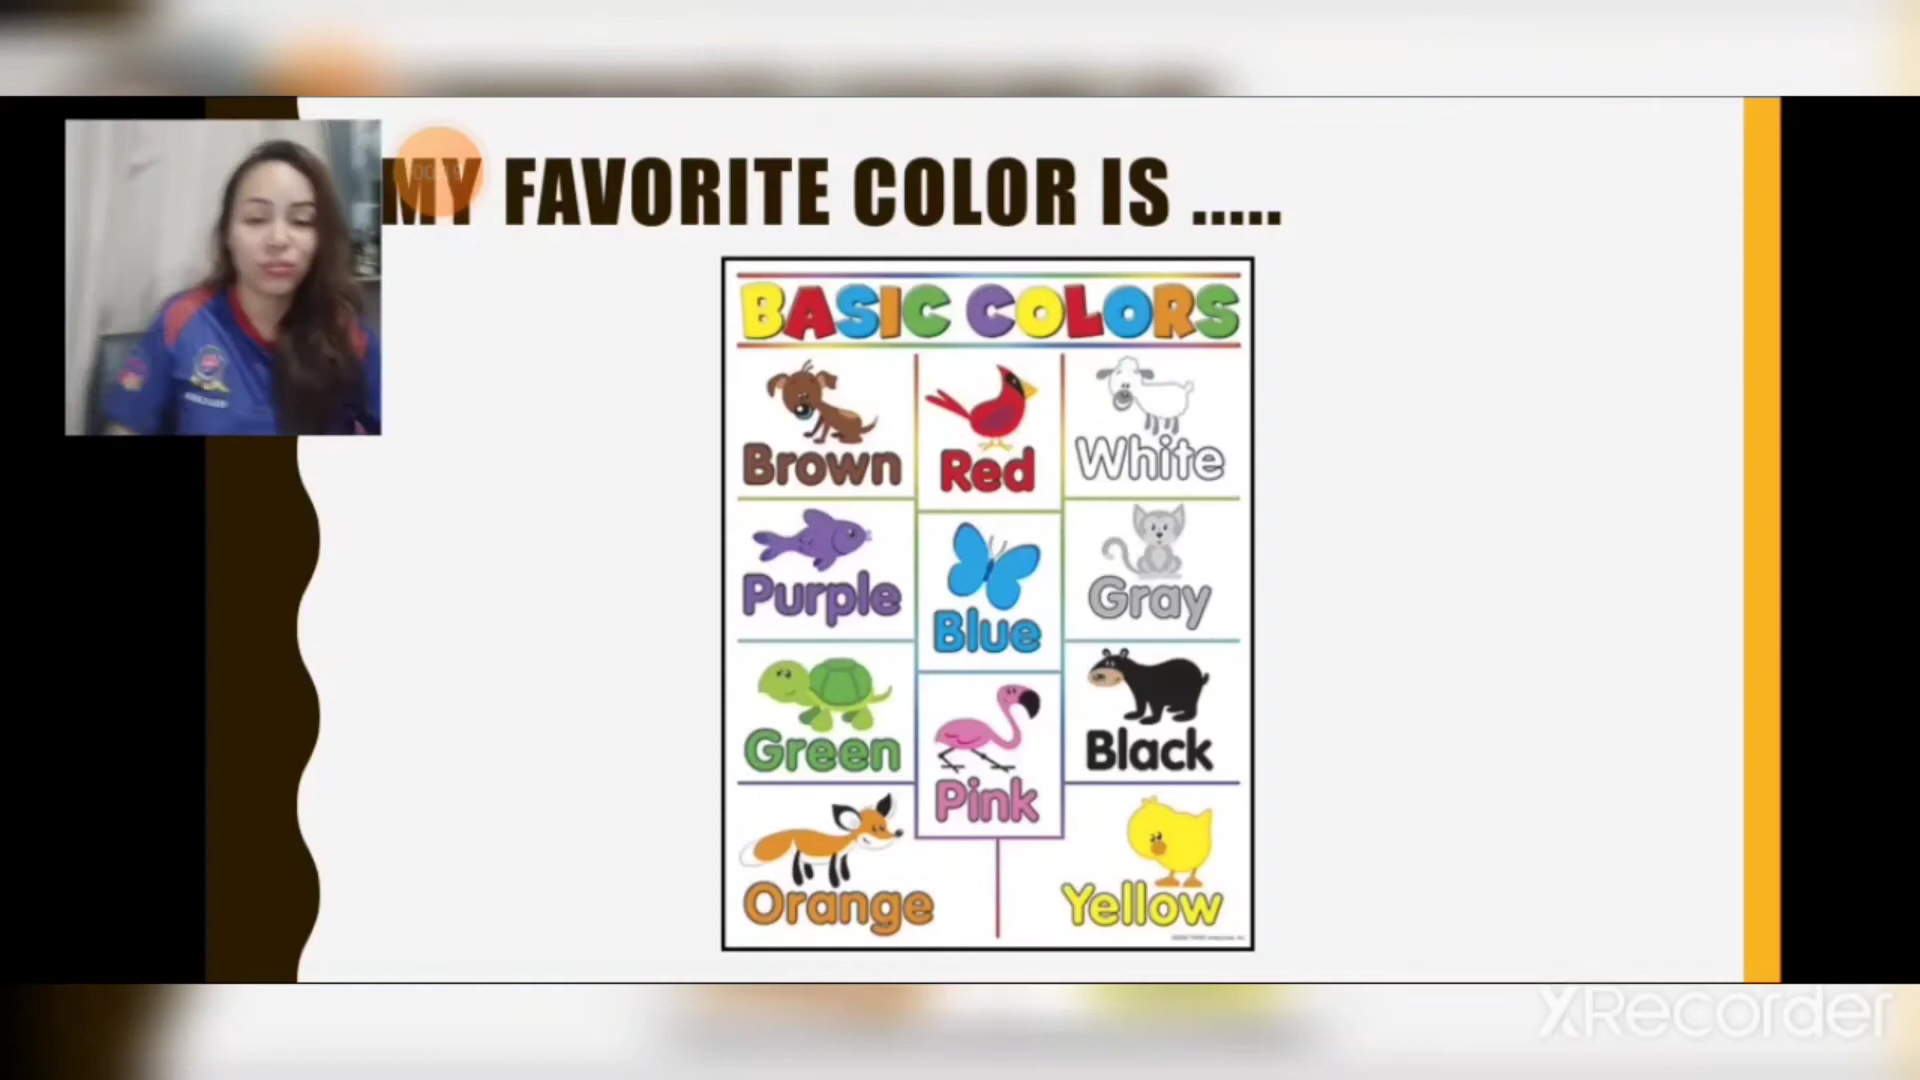 MY FAVORITE COLOR IS .....
BASIC COLORS
Brown
Red
White
Purple
Blue
Gray
Green
Pink
Black
Orange
Yellow
XRecorder